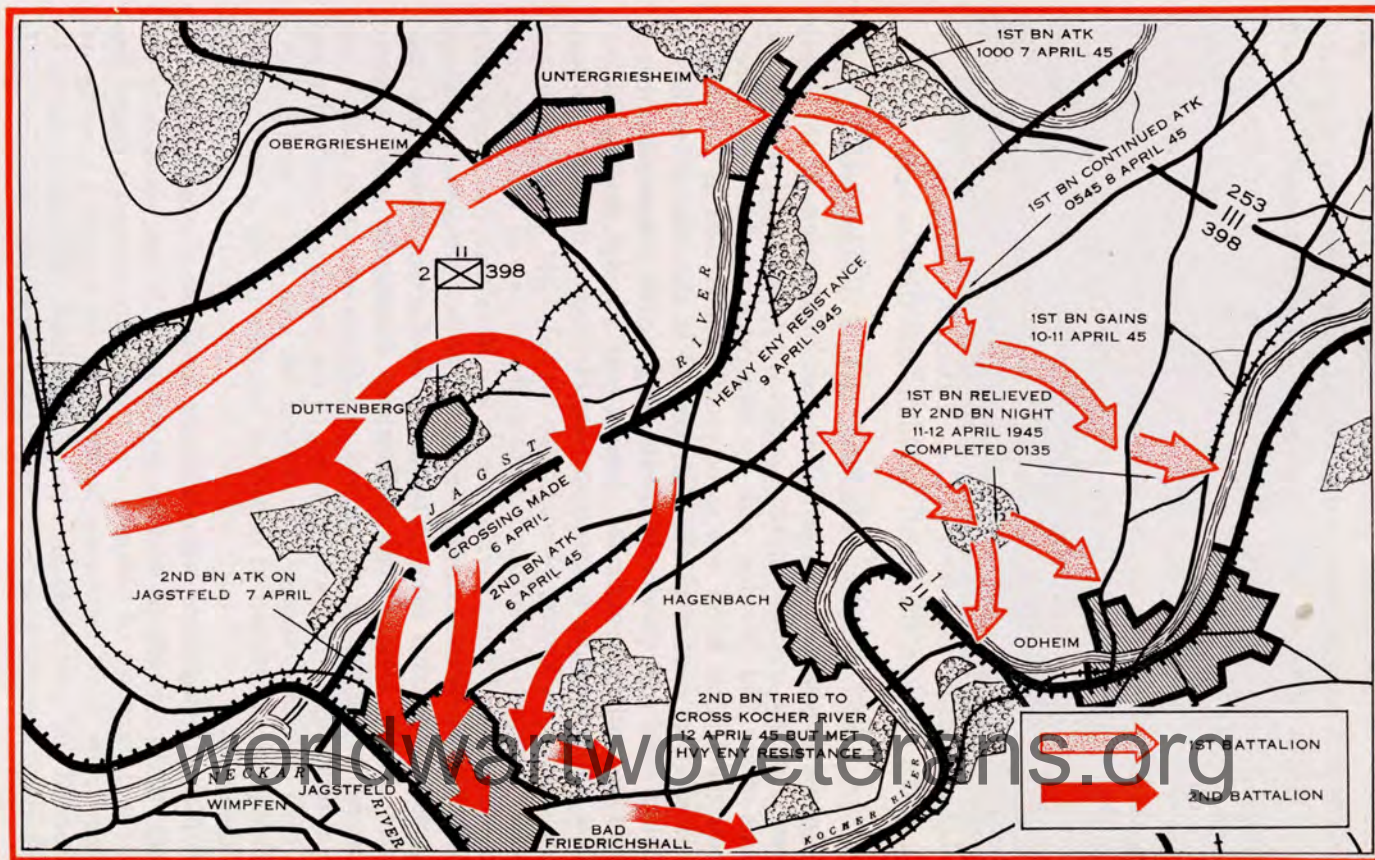 1ST BN ATK
1000 7 APRIL 45
UNTERGRIESHEIM
OBERGRIESHEIM
1ST BN CONTINUED ATK
0545 8 APRIL 45
253
III
398
II
2 398
RIVER
HEAVY ENY RESISTANCE
9 APRIL 1945
1ST BN GAINS
10-11 APRIL 45
DUTTENBERG
1ST BN RELIEVED
BY 2ND BN NIGHT
11-12 APRIL 1945
COMPLETED 0135
JAGST
CROSSING MADE
6 APRIL
2ND BN ATK
6 APRIL 45
2ND BN ATK ON
JAGSTFELD 7 APRIL
HAGENBACH
1
II
2
ODHEIM
2ND BN TRIED TO
CROSS KOCHER RIVER
12 APRIL 45 BUT MET
HVY ENY RESISTANCE
worldwartwoveterans.org
1ST BATTALION
2ND BATTALION
NECKAR
RIVER
JAGSTFELD
WIMPFEN
BAD
FRIEDRICHSHALL
KOCHER RIVER